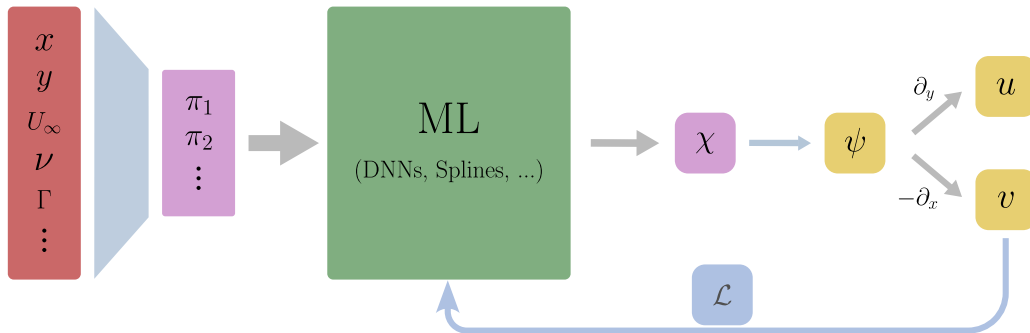 x
y
U∞
ν
Γ
⋮
π₁
π₂
⋮
ML
(DNNs, Splines, ...)
χ
ψ
∂y
u
−∂x
v
ℒ